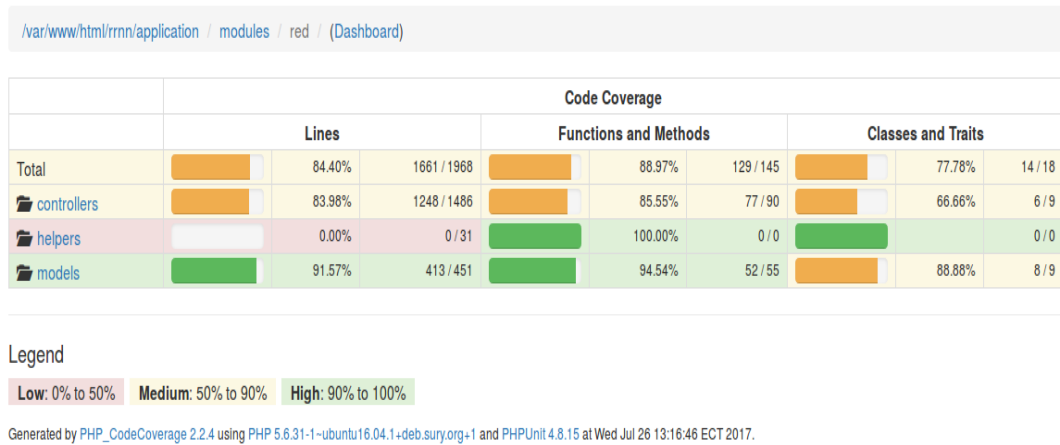 /var/www/html/rrnn/application / modules / red / (Dashboard)
Code Coverage
Lines Functions and Methods Classes and Traits
Total 84.40% 1661 / 1968 88.97% 129 / 145 77.78% 14 / 18
controllers 83.98% 1248 / 1486 85.55% 77 / 90 66.66% 6 / 9
helpers 0.00% 0 / 31 100.00% 0 / 0 0 / 0
models 91.57% 413 / 451 94.54% 52 / 55 88.88% 8 / 9
Legend
Low: 0% to 50% Medium: 50% to 90% High: 90% to 100%
Generated by PHP_CodeCoverage 2.2.4 using PHP 5.6.31-1~ubuntu16.04.1+deb.sury.org+1 and PHPUnit 4.8.15 at Wed Jul 26 13:16:46 ECT 2017.